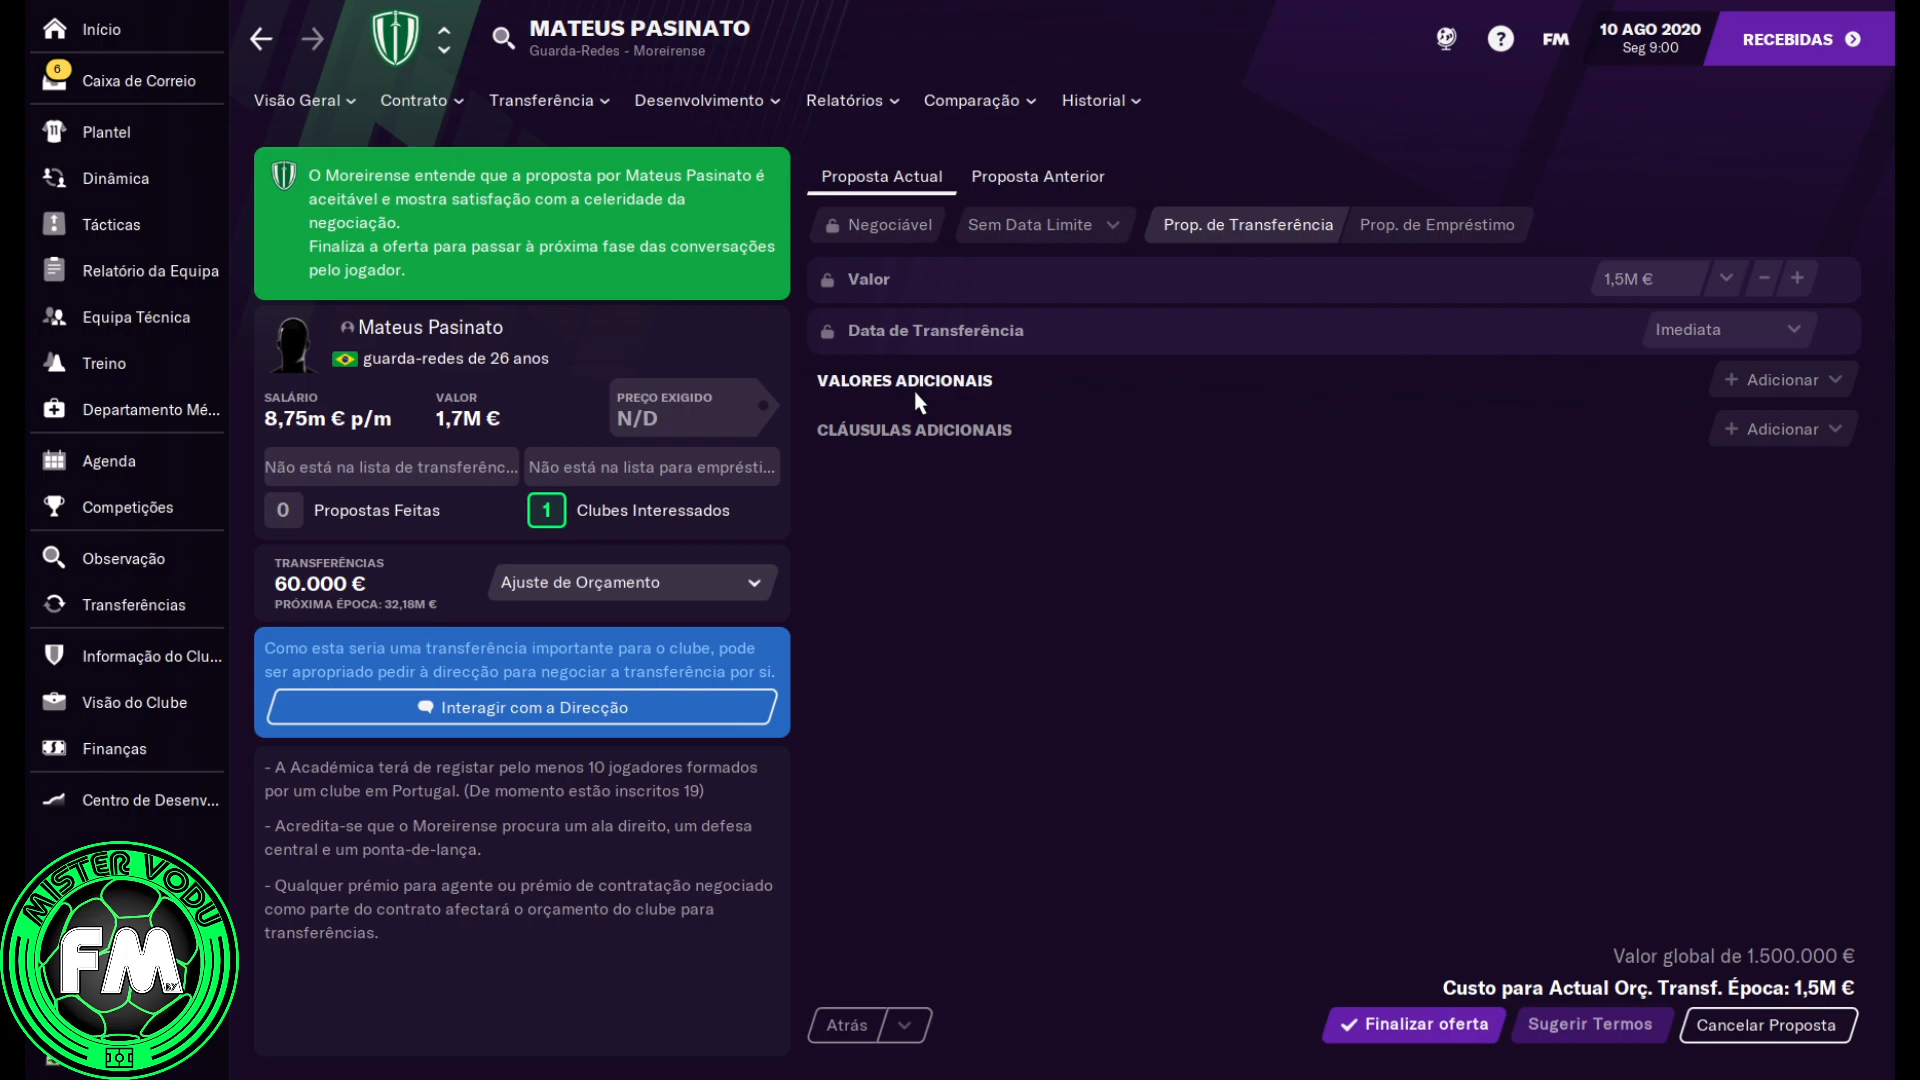 Início
6
Caixa de Correio
11
Plantel
Dinâmica
Tácticas
Relatório da Equipa
Equipa Técnica
Treino
Departamento Mé...
Agenda
Competições
Observação
Transferências
Informação do Clu...
Visão do Clube
Finanças
Centro de Desenv...
MISTER VODU
FM
BY
MATEUS PASINATO
Guarda-Redes - Moreirense
?
FM
10 AGO 2020
Seg 9:00
RECEBIDAS
Visão Geral
Contrato
Transferência
Desenvolvimento
Relatórios
Comparação
Historial
O Moreirense entende que a proposta por Mateus Pasinato é
aceitável e mostra satisfação com a celeridade da
negociação.
Finaliza a oferta para passar à próxima fase das conversações
pelo jogador.
Mateus Pasinato
guarda-redes de 26 anos
SALÁRIO
8,75m € p/m
VALOR
1,7M €
PREÇO EXIGIDO
N/D
Não está na lista de transferênc...
Não está na lista para emprésti...
0 Propostas Feitas
1 Clubes Interessados
TRANSFERÊNCIAS
60.000 €
PRÓXIMA ÉPOCA: 32,18M €
Ajuste de Orçamento
Como esta seria uma transferência importante para o clube, pode
ser apropriado pedir à direcção para negociar a transferência por si.
Interagir com a Direcção
- A Académica terá de registar pelo menos 10 jogadores formados
por um clube em Portugal. (De momento estão inscritos 19)
- Acredita-se que o Moreirense procura um ala direito, um defesa
central e um ponta-de-lança.
- Qualquer prémio para agente ou prémio de contratação negociado
como parte do contrato afectará o orçamento do clube para
transferências.
Proposta Actual
Proposta Anterior
Negociável
Sem Data Limite
Prop. de Transferência
Prop. de Empréstimo
Valor
1,5M €
Data de Transferência
Imediata
VALORES ADICIONAIS
Adicionar
CLÁUSULAS ADICIONAIS
Adicionar
Valor global de 1.500.000 €
Custo para Actual Orç. Transf. Época: 1,5M €
Atrás
Finalizar oferta
Sugerir Termos
Cancelar Proposta